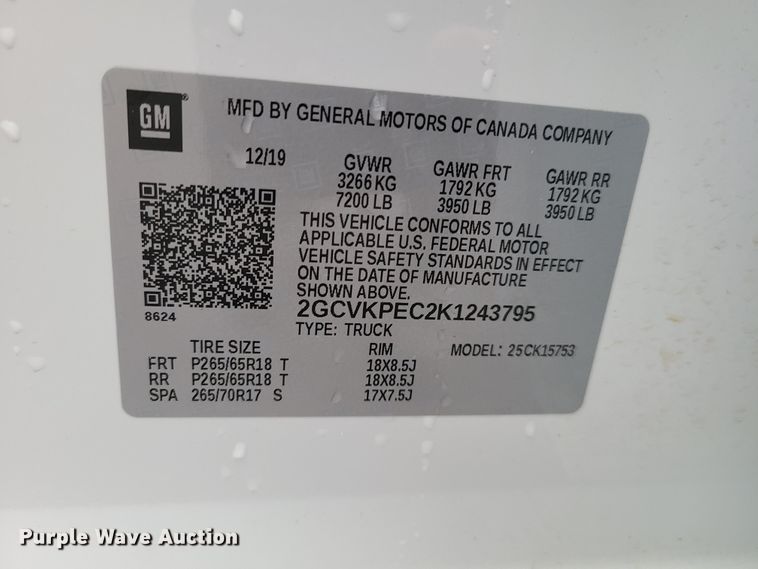 GM
MFD BY GENERAL MOTORS OF CANADA COMPANY
12/19 GVWR GAWR FRT GAWR RR
3266 KG 1792 KG 1792 KG
7200 LB 3950 LB 3950 LB
THIS VEHICLE CONFORMS TO ALL
APPLICABLE U.S. FEDERAL MOTOR
VEHICLE SAFETY STANDARDS IN EFFECT
ON THE DATE OF MANUFACTURE
SHOWN ABOVE.
8624
2GCVKPEC2K1243795
TYPE: TRUCK
TIRE SIZE RIM MODEL: 25CK15753
FRT P265/65R18 T 18X8.5J
RR P265/65R18 T 18X8.5J
SPA 265/70R17 S 17X7.5J
Purple Wave Auction